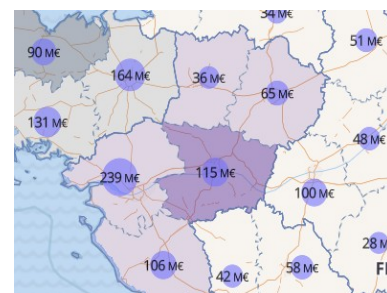 34 M€
51 M€
90 M€
164 M€
36 M€
65 M€
131 M€
48 M€
239 M€
115 M€
100 M€
106 M€
42 M€
58 M€
28 M€